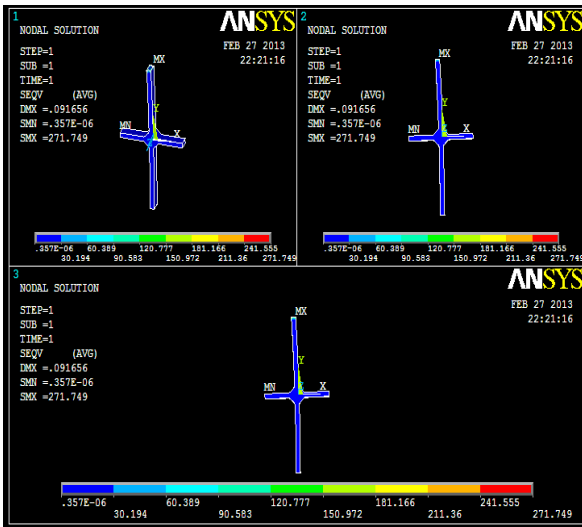 1
ANSYS
NODAL SOLUTION
FEB 27 2013
22:21:16
STEP=1
SUB =1
TIME=1
SEQV (AVG)
DMX =.091656
SMN =.357E-06
SMX =271.749
MX
Y
MN
X
.357E-06 60.389 120.777 181.166 241.555
30.194 90.583 150.972 211.36 271.749
2
ANSYS
NODAL SOLUTION
FEB 27 2013
22:21:16
STEP=1
SUB =1
TIME=1
SEQV (AVG)
DMX =.091656
SMN =.357E-06
SMX =271.749
MX
Y
MN
X
.357E-06 60.389 120.777 181.166 241.555
30.194 90.583 150.972 211.36 271.749
3
ANSYS
NODAL SOLUTION
FEB 27 2013
22:21:16
STEP=1
SUB =1
TIME=1
SEQV (AVG)
DMX =.091656
SMN =.357E-06
SMX =271.749
MX
Y
MN
X
.357E-06 60.389 120.777 181.166 241.555
30.194 90.583 150.972 211.36 271.749